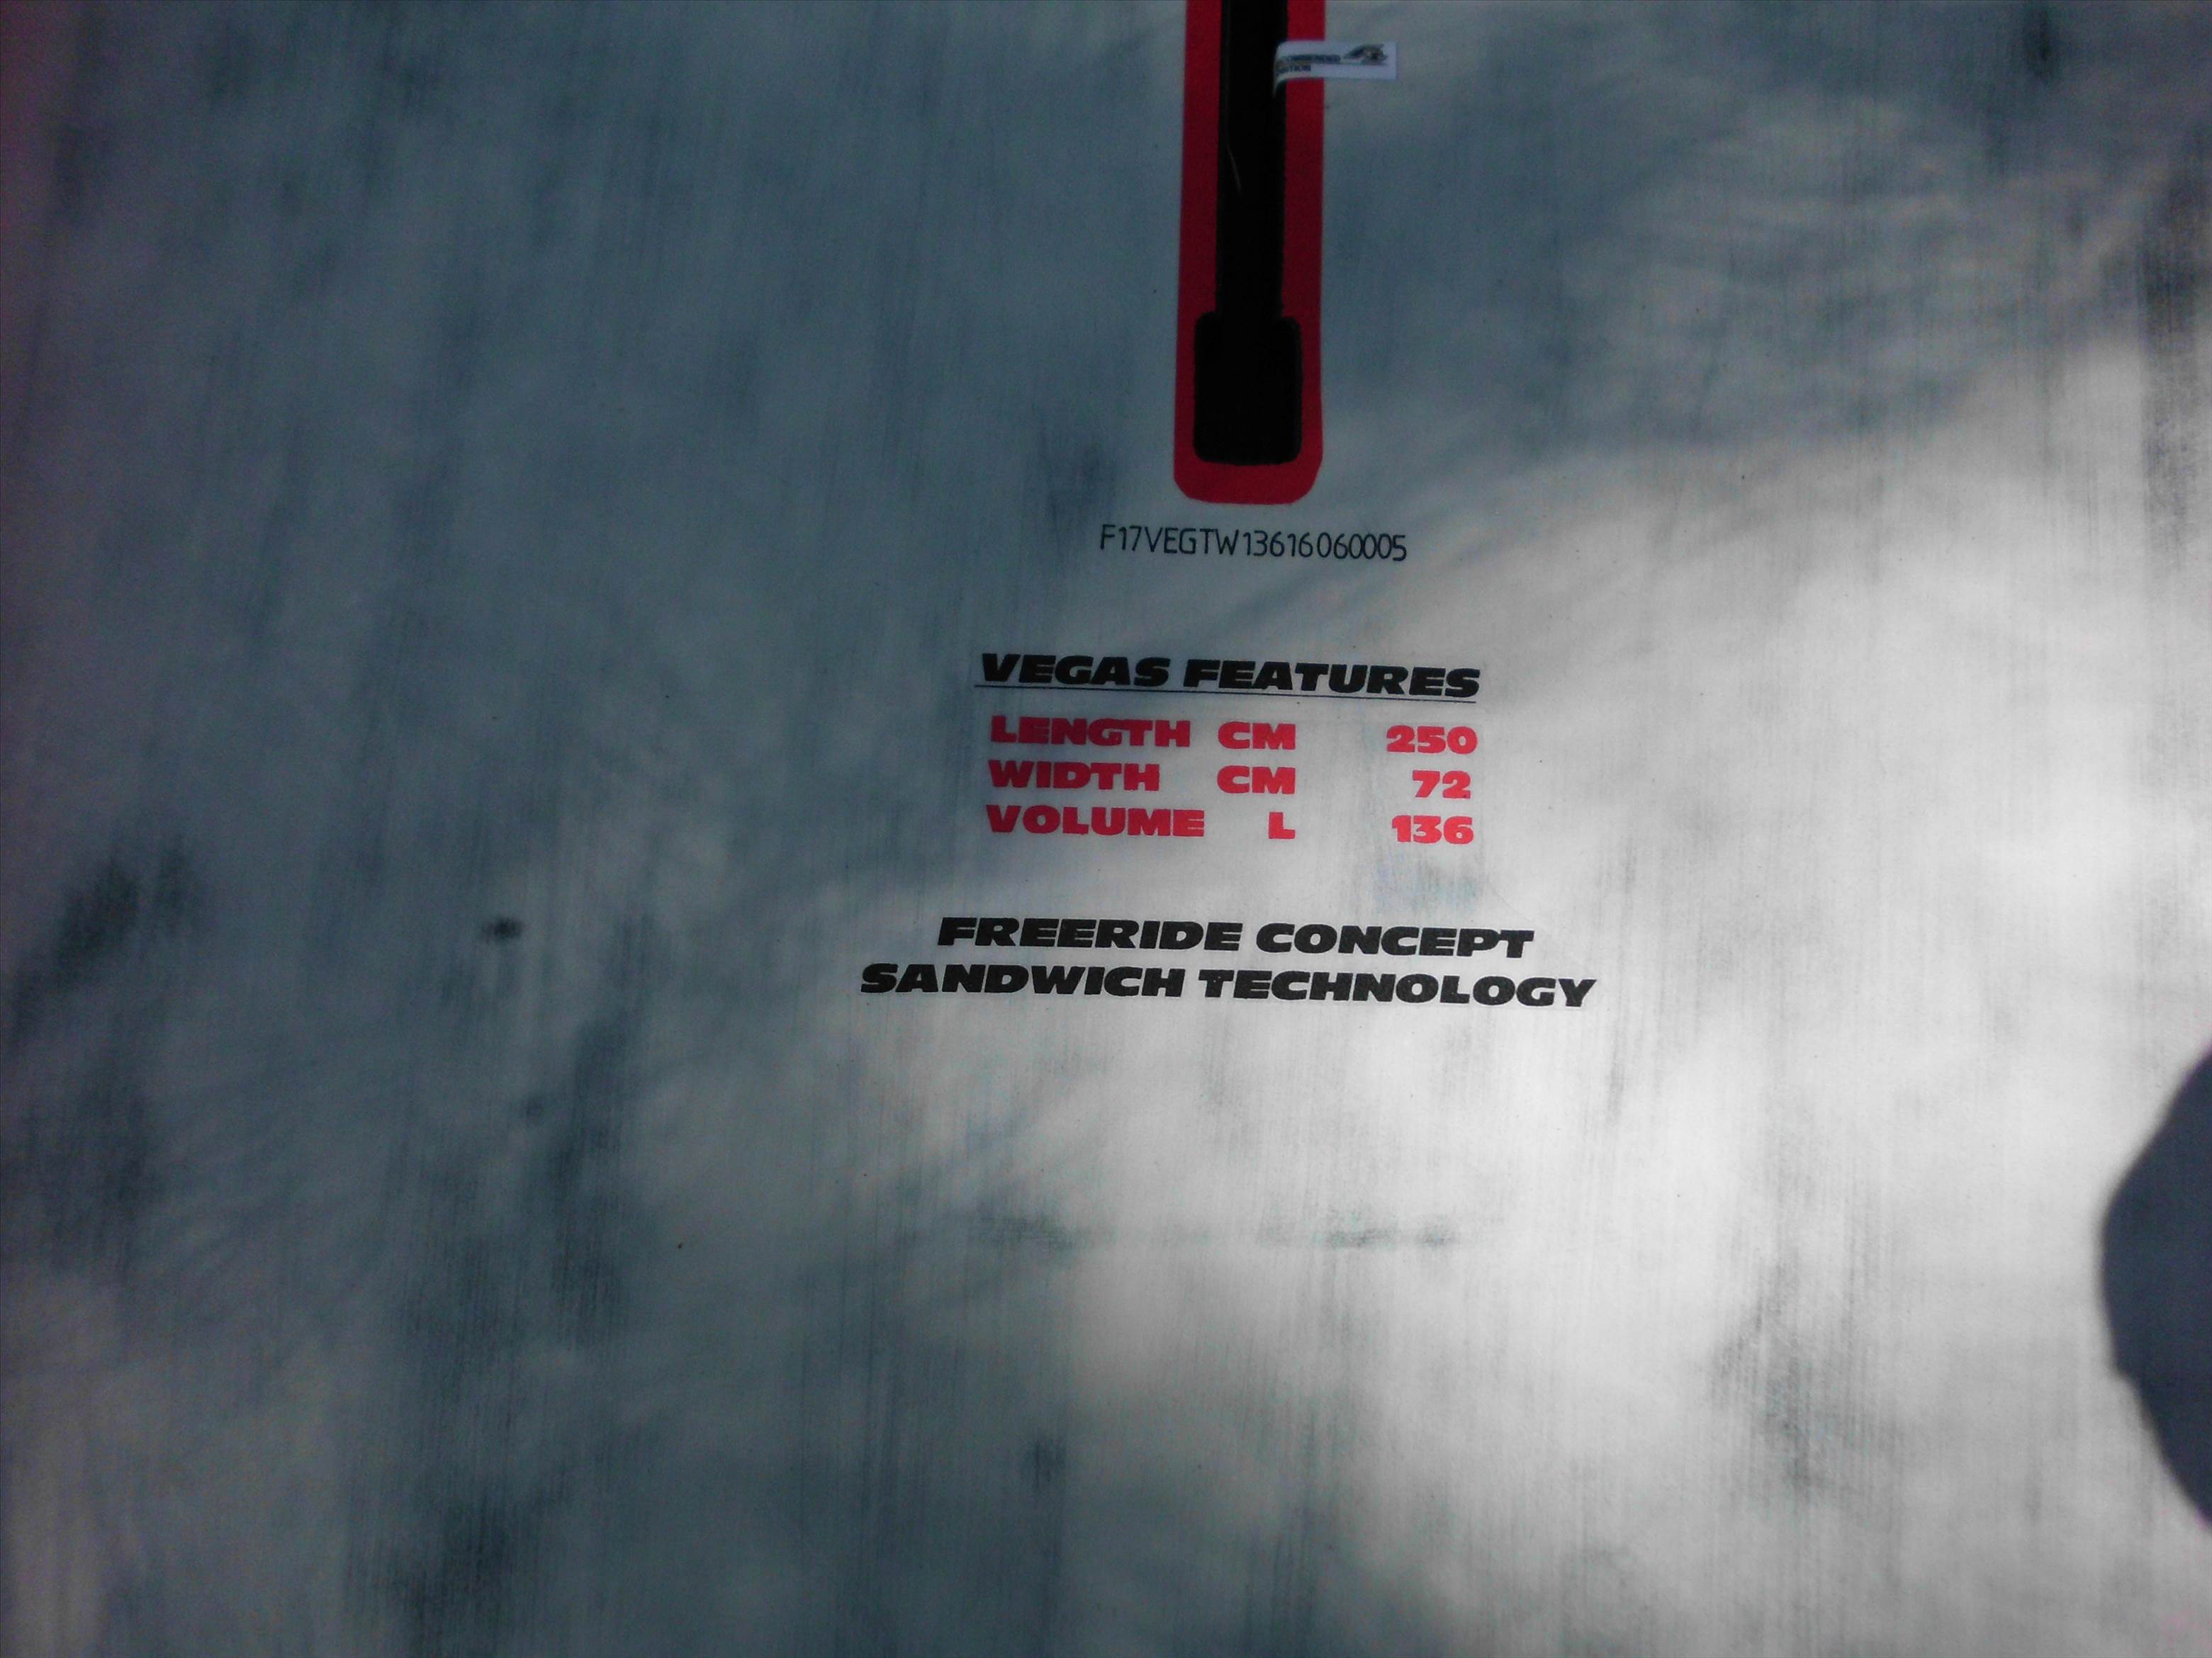 F17VEGTW13616060005
VEGAS FEATURES
LENGTH CM 250
WIDTH CM 72
VOLUME L 136
FREERIDE CONCEPT
SANDWICH TECHNOLOGY